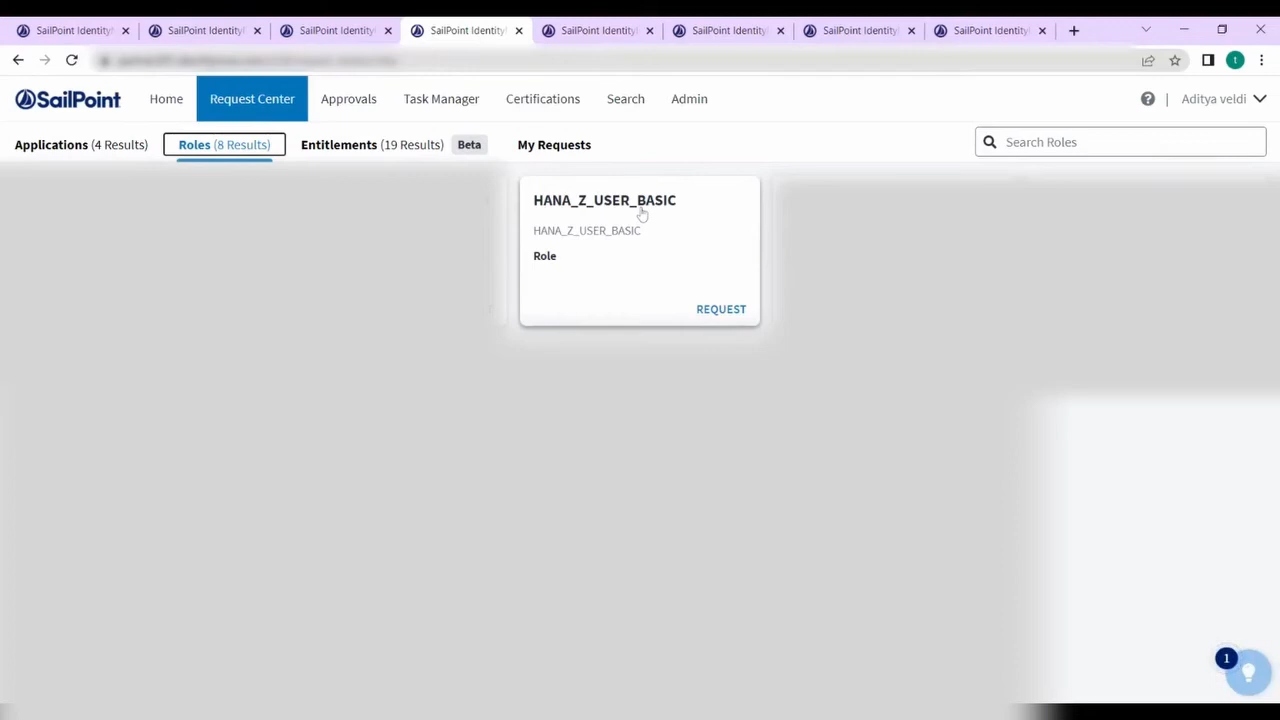 SailPoint Identity SailPoint Identity SailPoint Identity SailPoint Identity SailPoint Identity SailPoint Identity SailPoint Identity SailPoint Identity
t
SailPoint Home Request Center Approvals Task Manager Certifications Search Admin Aditya veldi
Applications (4 Results) Roles (8 Results) Entitlements (19 Results) Beta My Requests Search Roles
HANA_Z_USER_BASIC
HANA_Z_USER_BASIC
Role
REQUEST
1